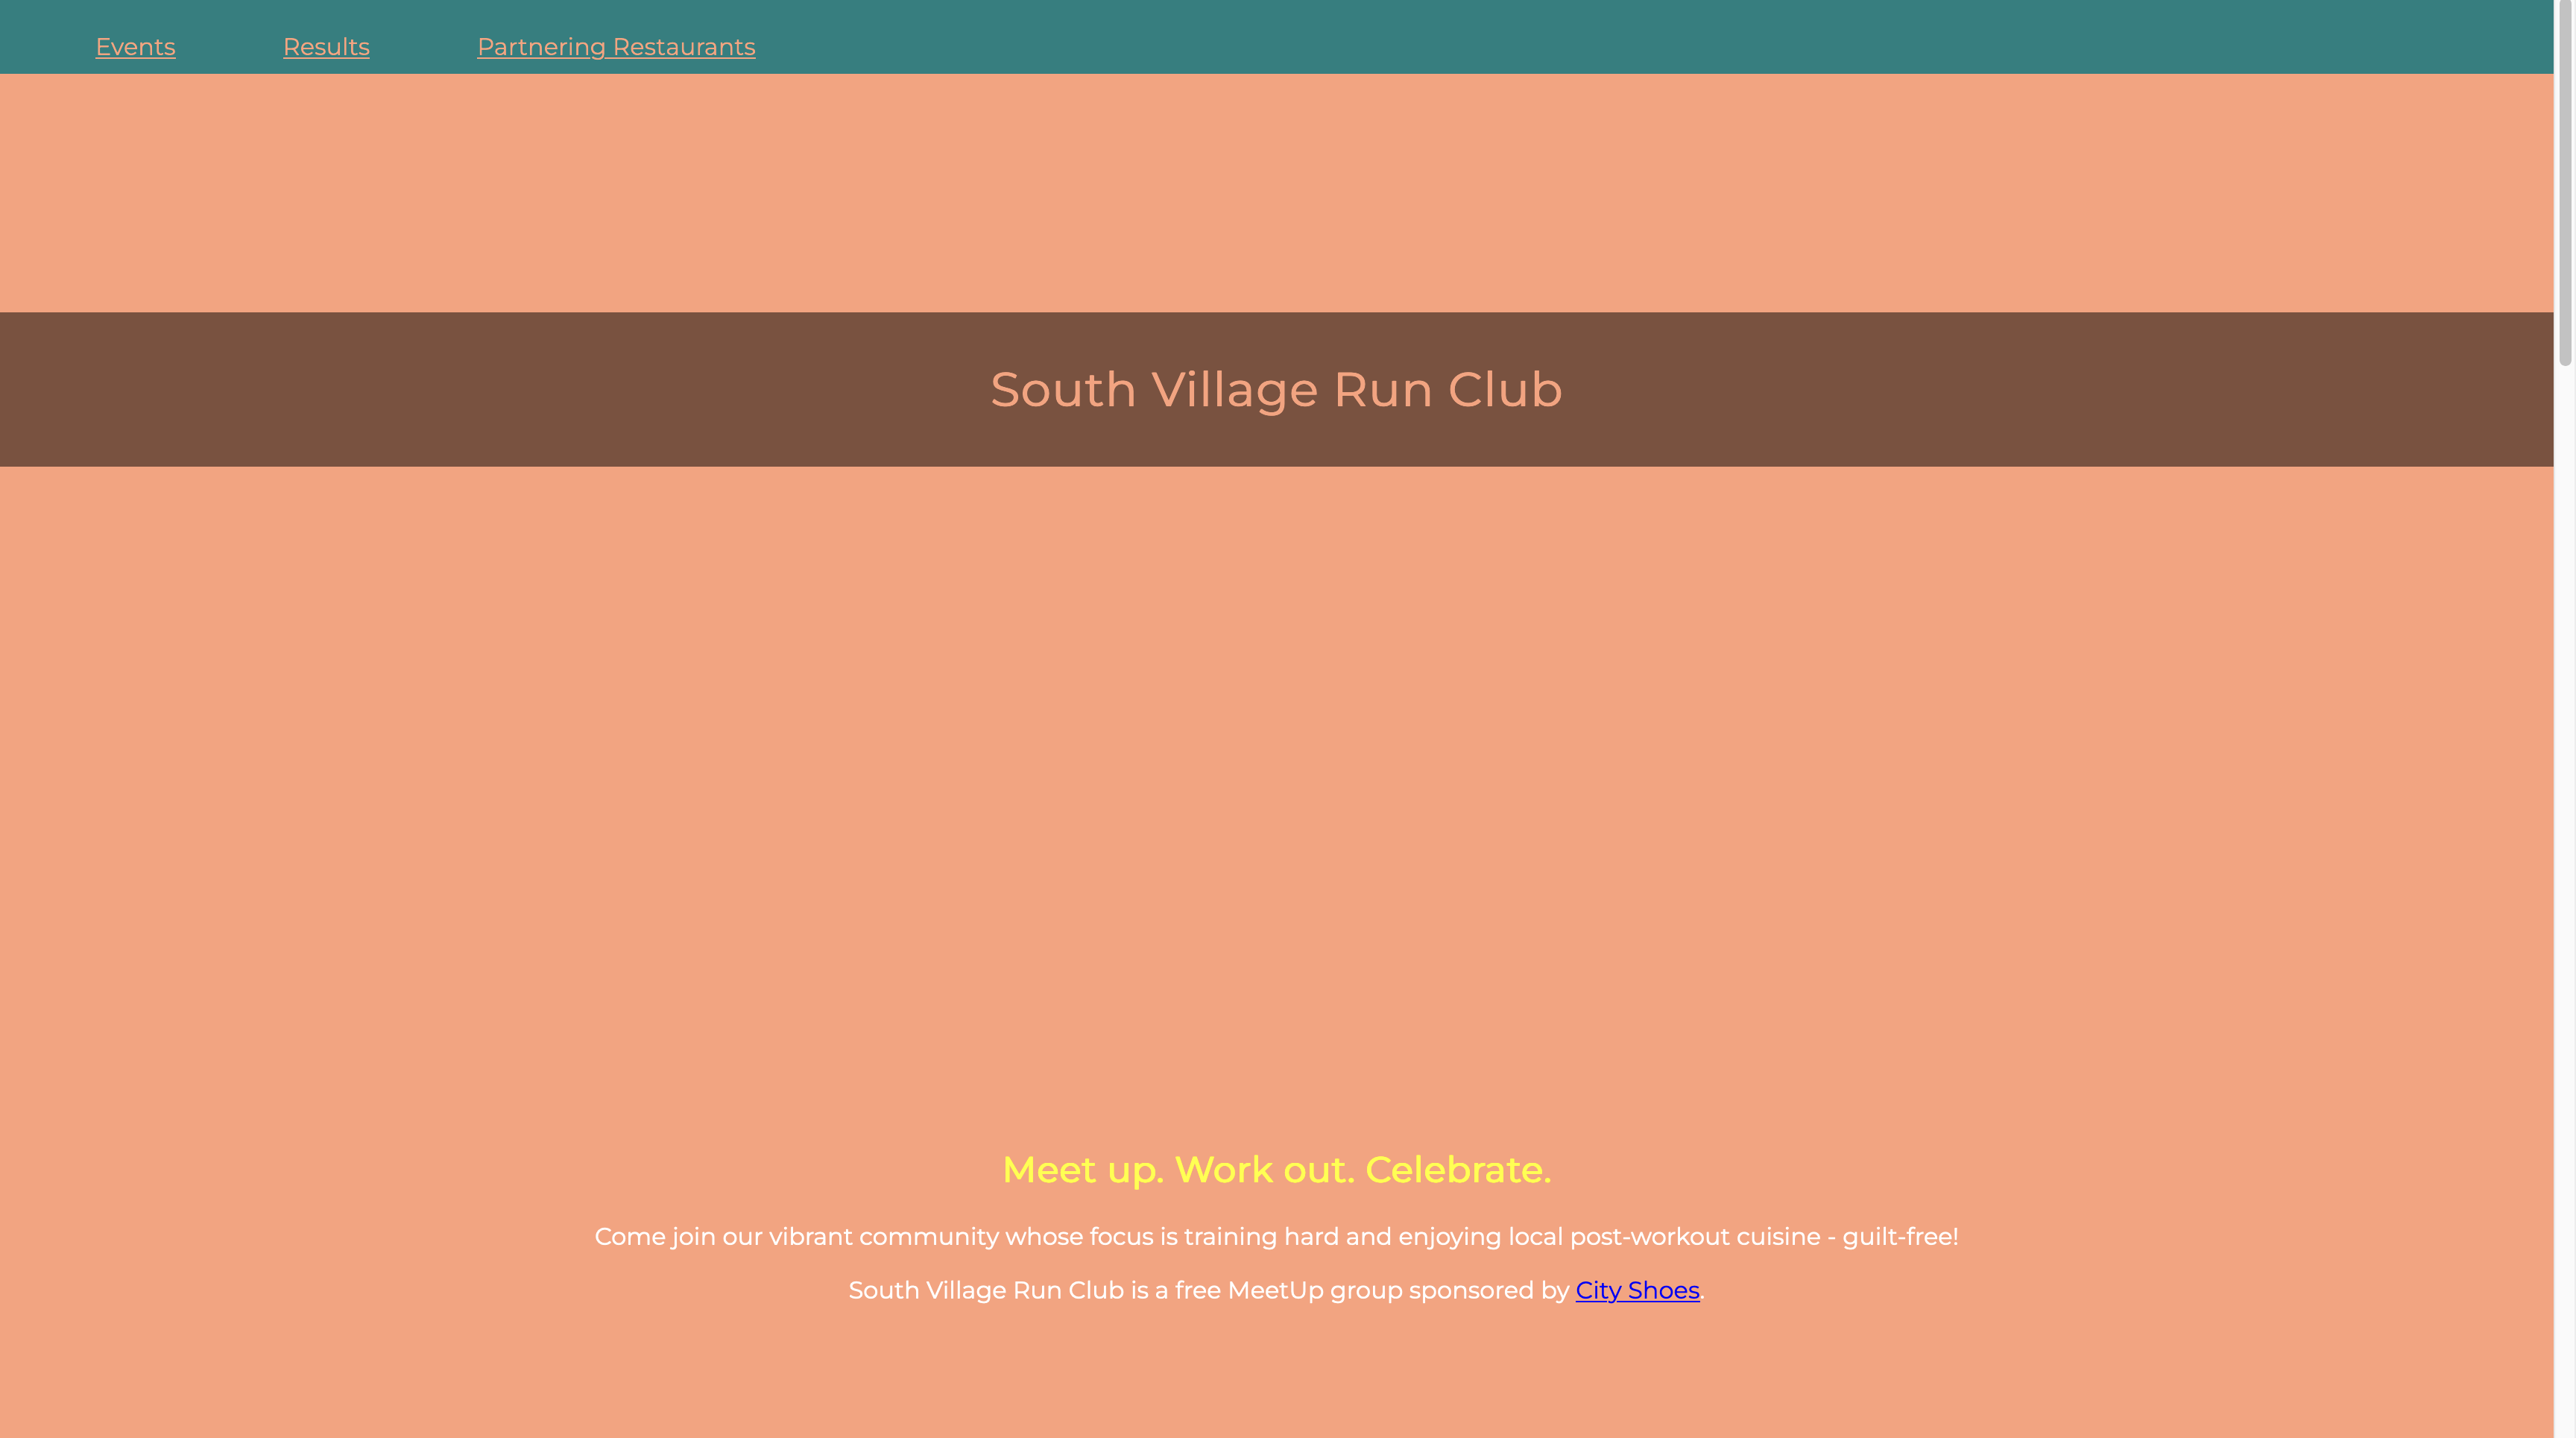 Events Results Partnering Restaurants
South Village Run Club
Meet up. Work out. Celebrate.
Come join our vibrant community whose focus is training hard and enjoying local post-workout cuisine - guilt-free!
South Village Run Club is a free MeetUp group sponsored by City Shoes.